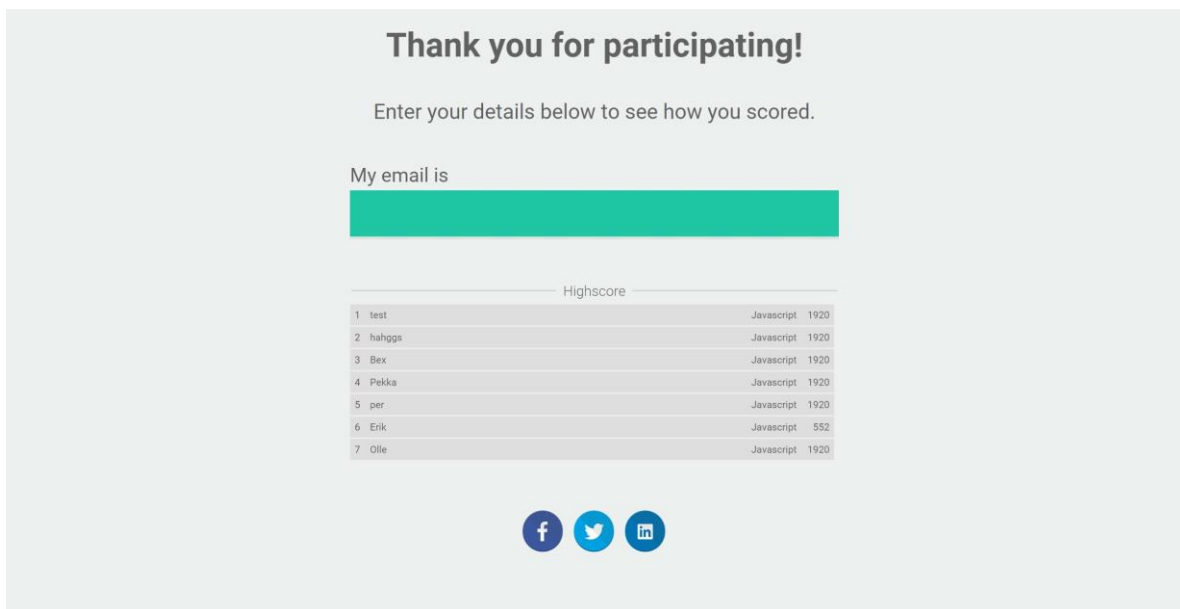 Thank you for participating!
Enter your details below to see how you scored.
My email is
Highscore
1 test Javascript 1920
2 hahggs Javascript 1920
3 Bex Javascript 1920
4 Pekka Javascript 1920
5 per Javascript 1920
6 Erik Javascript 552
7 Olle Javascript 1920
f in